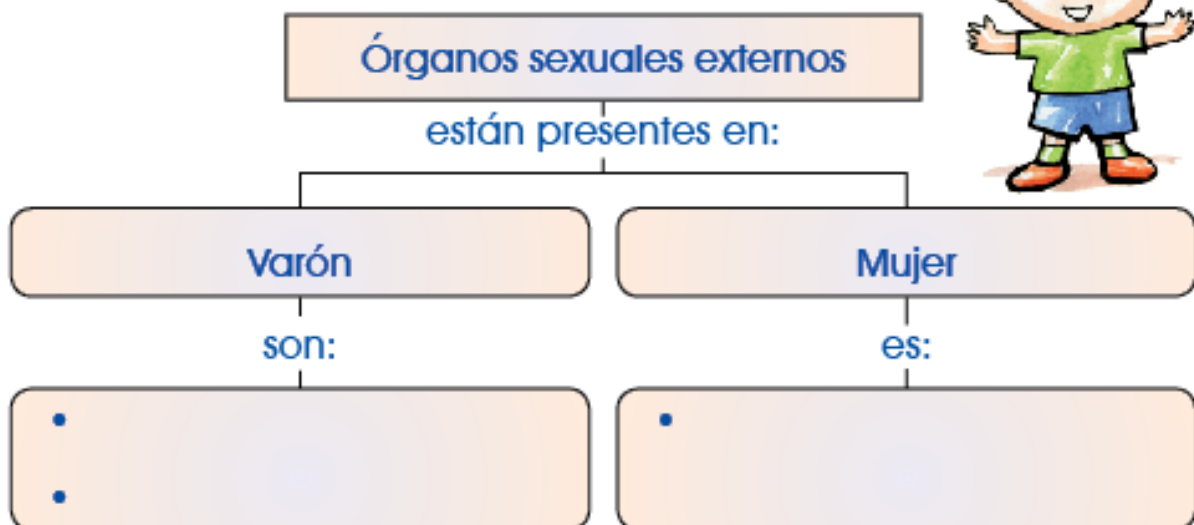 Órganos sexuales externos
están presentes en:
Varón
Mujer
son:
es:
•
•
•